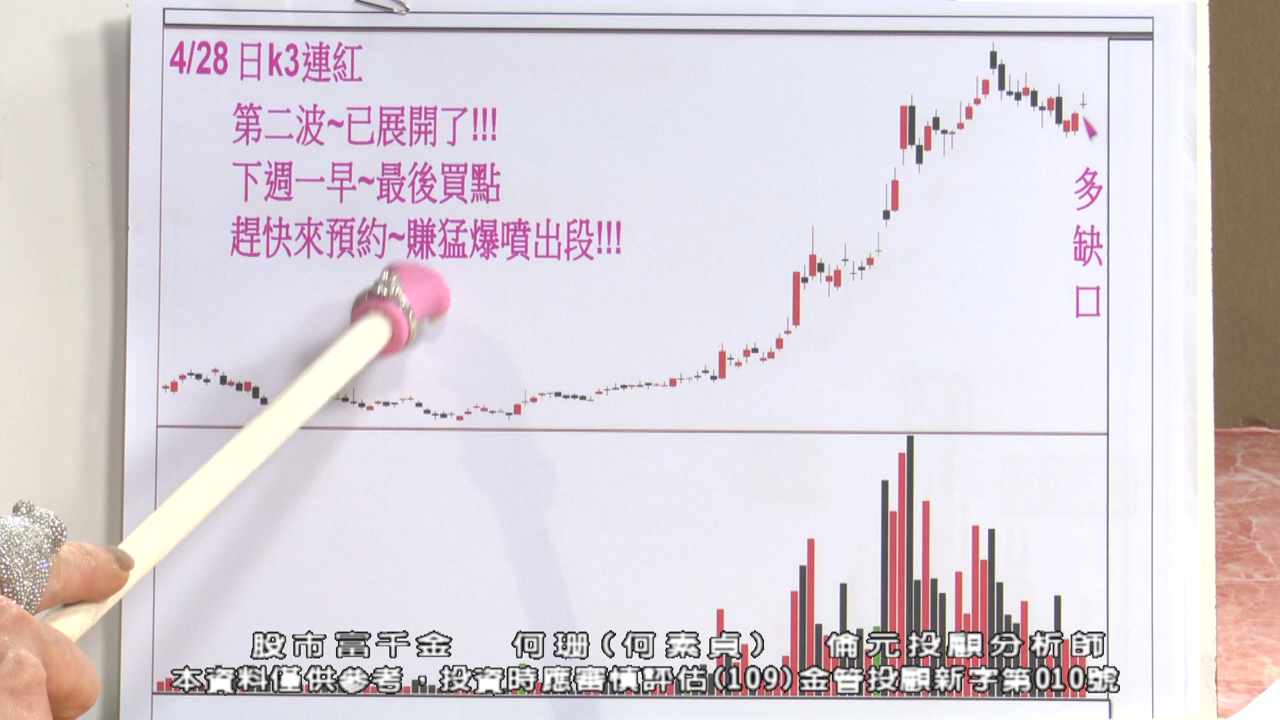 4/28 日k3連紅
第二波~已展開了!!!
下週一早~最後買點
趕快來預約~賺猛爆噴出段!!!
多缺口
股市富千金 何珊(何素貞) 倫元投顧分析師
本資料僅供參考,投資時應審慎評估(109)金管投顧新字第010號